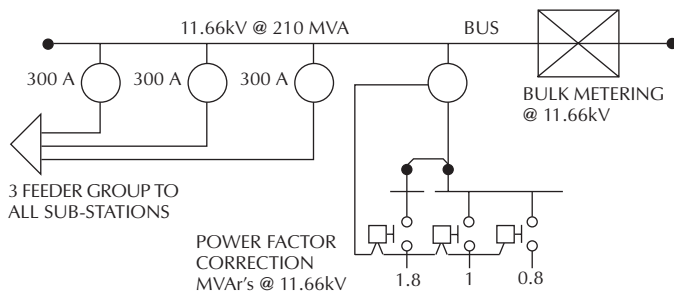 11.66kV @ 210 MVA
BUS
300 A
300 A
300 A
BULK METERING
@ 11.66kV
3 FEEDER GROUP TO
ALL SUB-STATIONS
POWER FACTOR
CORRECTION
MVAr's @ 11.66kV
1.8
1
0.8